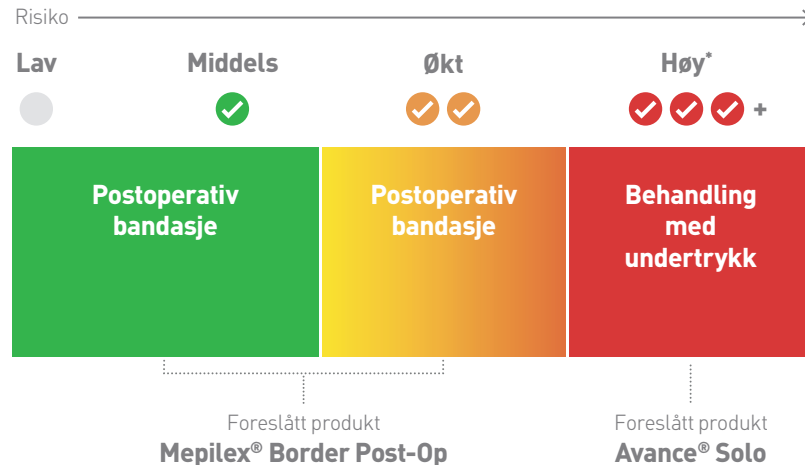 Risiko
Lav Middels Økt Høy*
+
Postoperativ
bandasje
Postoperativ
bandasje
Behandling
med
undertrykk
Foreslått produkt
Mepilex® Border Post-Op
Foreslått produkt
Avance® Solo